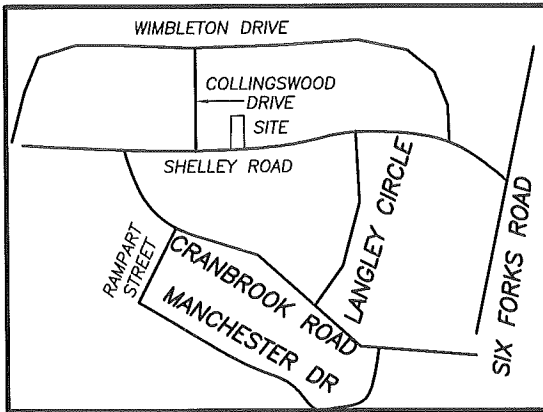 WIMBLETON DRIVE
COLLINGSWOOD
DRIVE
SITE
SHELLEY ROAD
LANGLEY CIRCLE
SIX FORKS ROAD
RAMPART
STREET
CRANBROOK ROAD
MANCHESTER DR